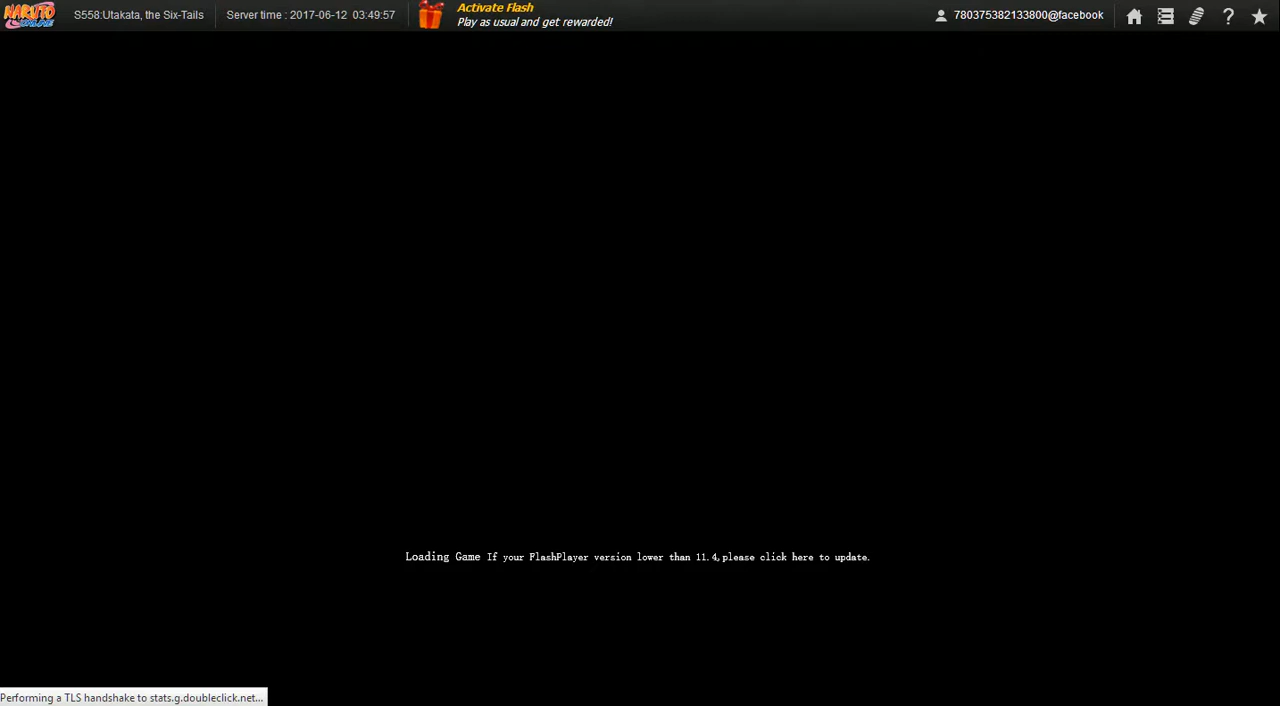 NARUTO
ONLINE
S558:Utakata, the Six-Tails
Server time : 2017-06-12 03:49:57
Activate Flash
Play as usual and get rewarded!
780375382133800@facebook
?
Loading Game If your FlashPlayer version lower than 11.4,please click here to update.
Performing a TLS handshake to stats.g.doubleclick.net...